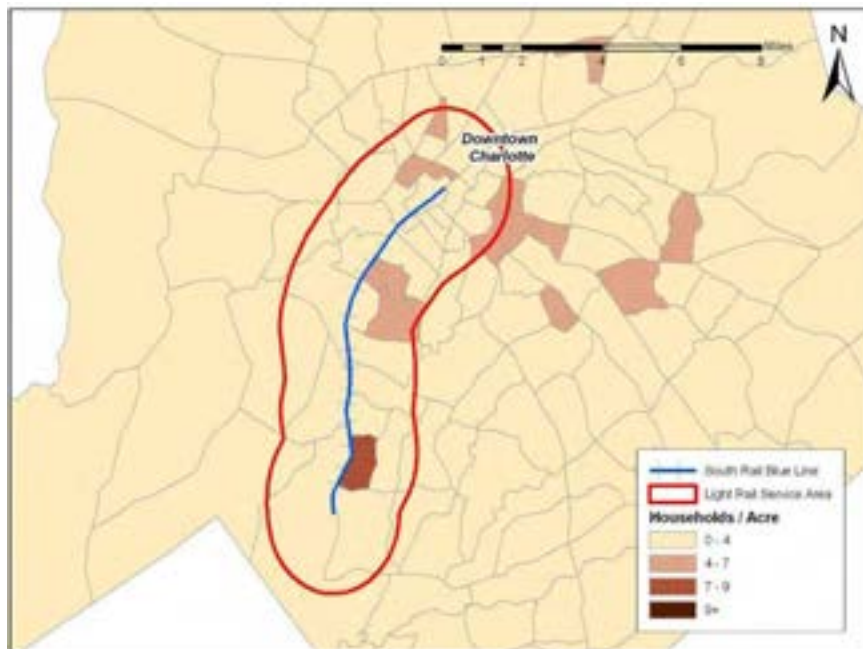 N
Miles
0 1 2 4 6 8
Downtown
Charlotte
South Rail Blue Line
Light Rail Service Area
Households / Acre
0 - 4
4 - 7
7 - 9
9+